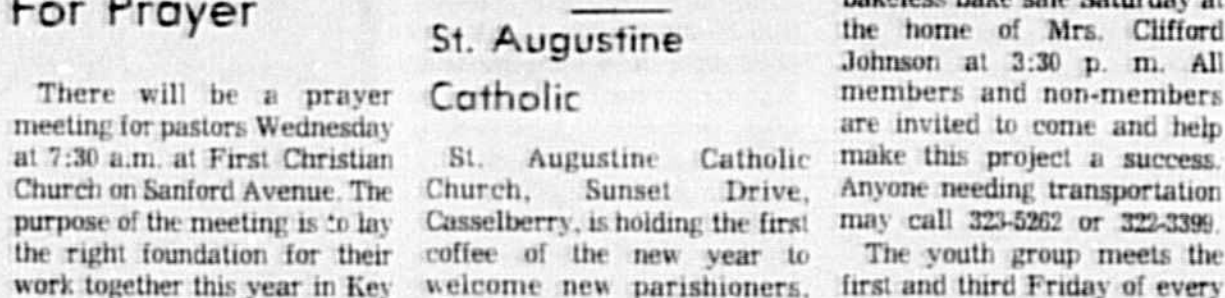 For Prayer
There will be a prayer
meeting for pastors Wednesday
at 7:30 a.m. at First Christian
Church on Sanford Avenue. The
purpose of the meeting is to lay
the right foundation for their
work together this year in Key
St. Augustine
Catholic
St. Augustine Catholic
Church, Sunset Drive,
Casselberry, is holding the first
coffee of the new year to
welcome new parishioners,
bakeless bake sale Saturday at
the home of Mrs. Clifford
Johnson at 3:30 p. m. All
members and non-members
are invited to come and help
make this project a success.
Anyone needing transportation
may call 323-5262 or 322-3399.
The youth group meets the
first and third Friday of every